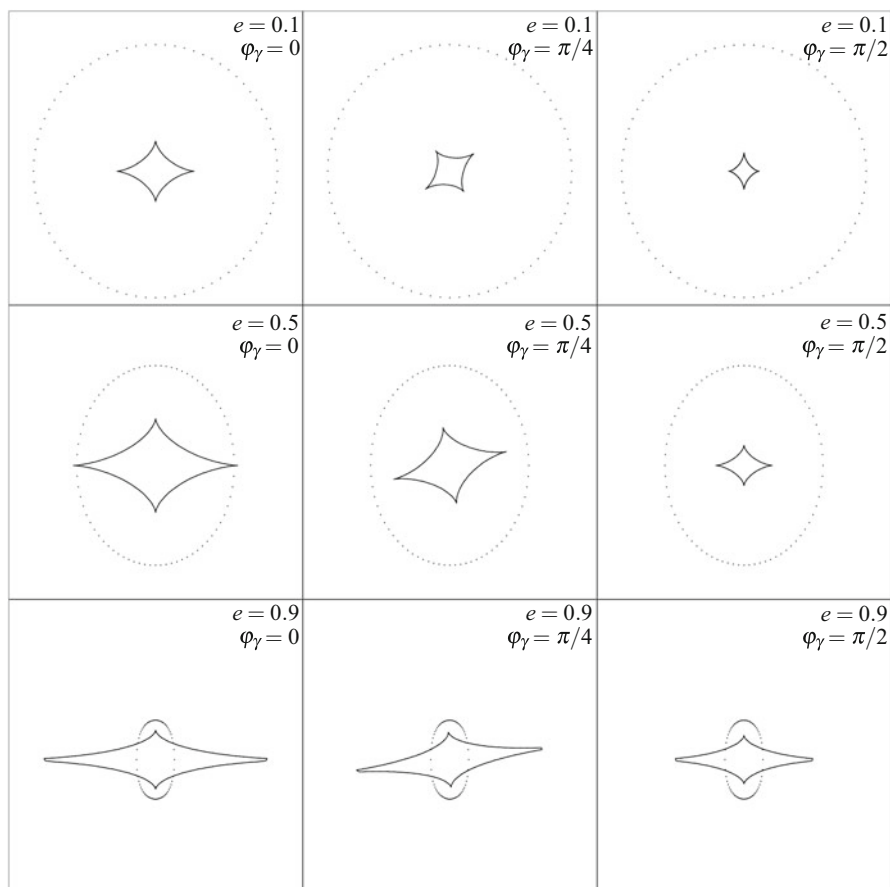 e = 0.1
φγ = 0
e = 0.1
φγ = π/4
e = 0.1
φγ = π/2
e = 0.5
φγ = 0
e = 0.5
φγ = π/4
e = 0.5
φγ = π/2
e = 0.9
φγ = 0
e = 0.9
φγ = π/4
e = 0.9
φγ = π/2